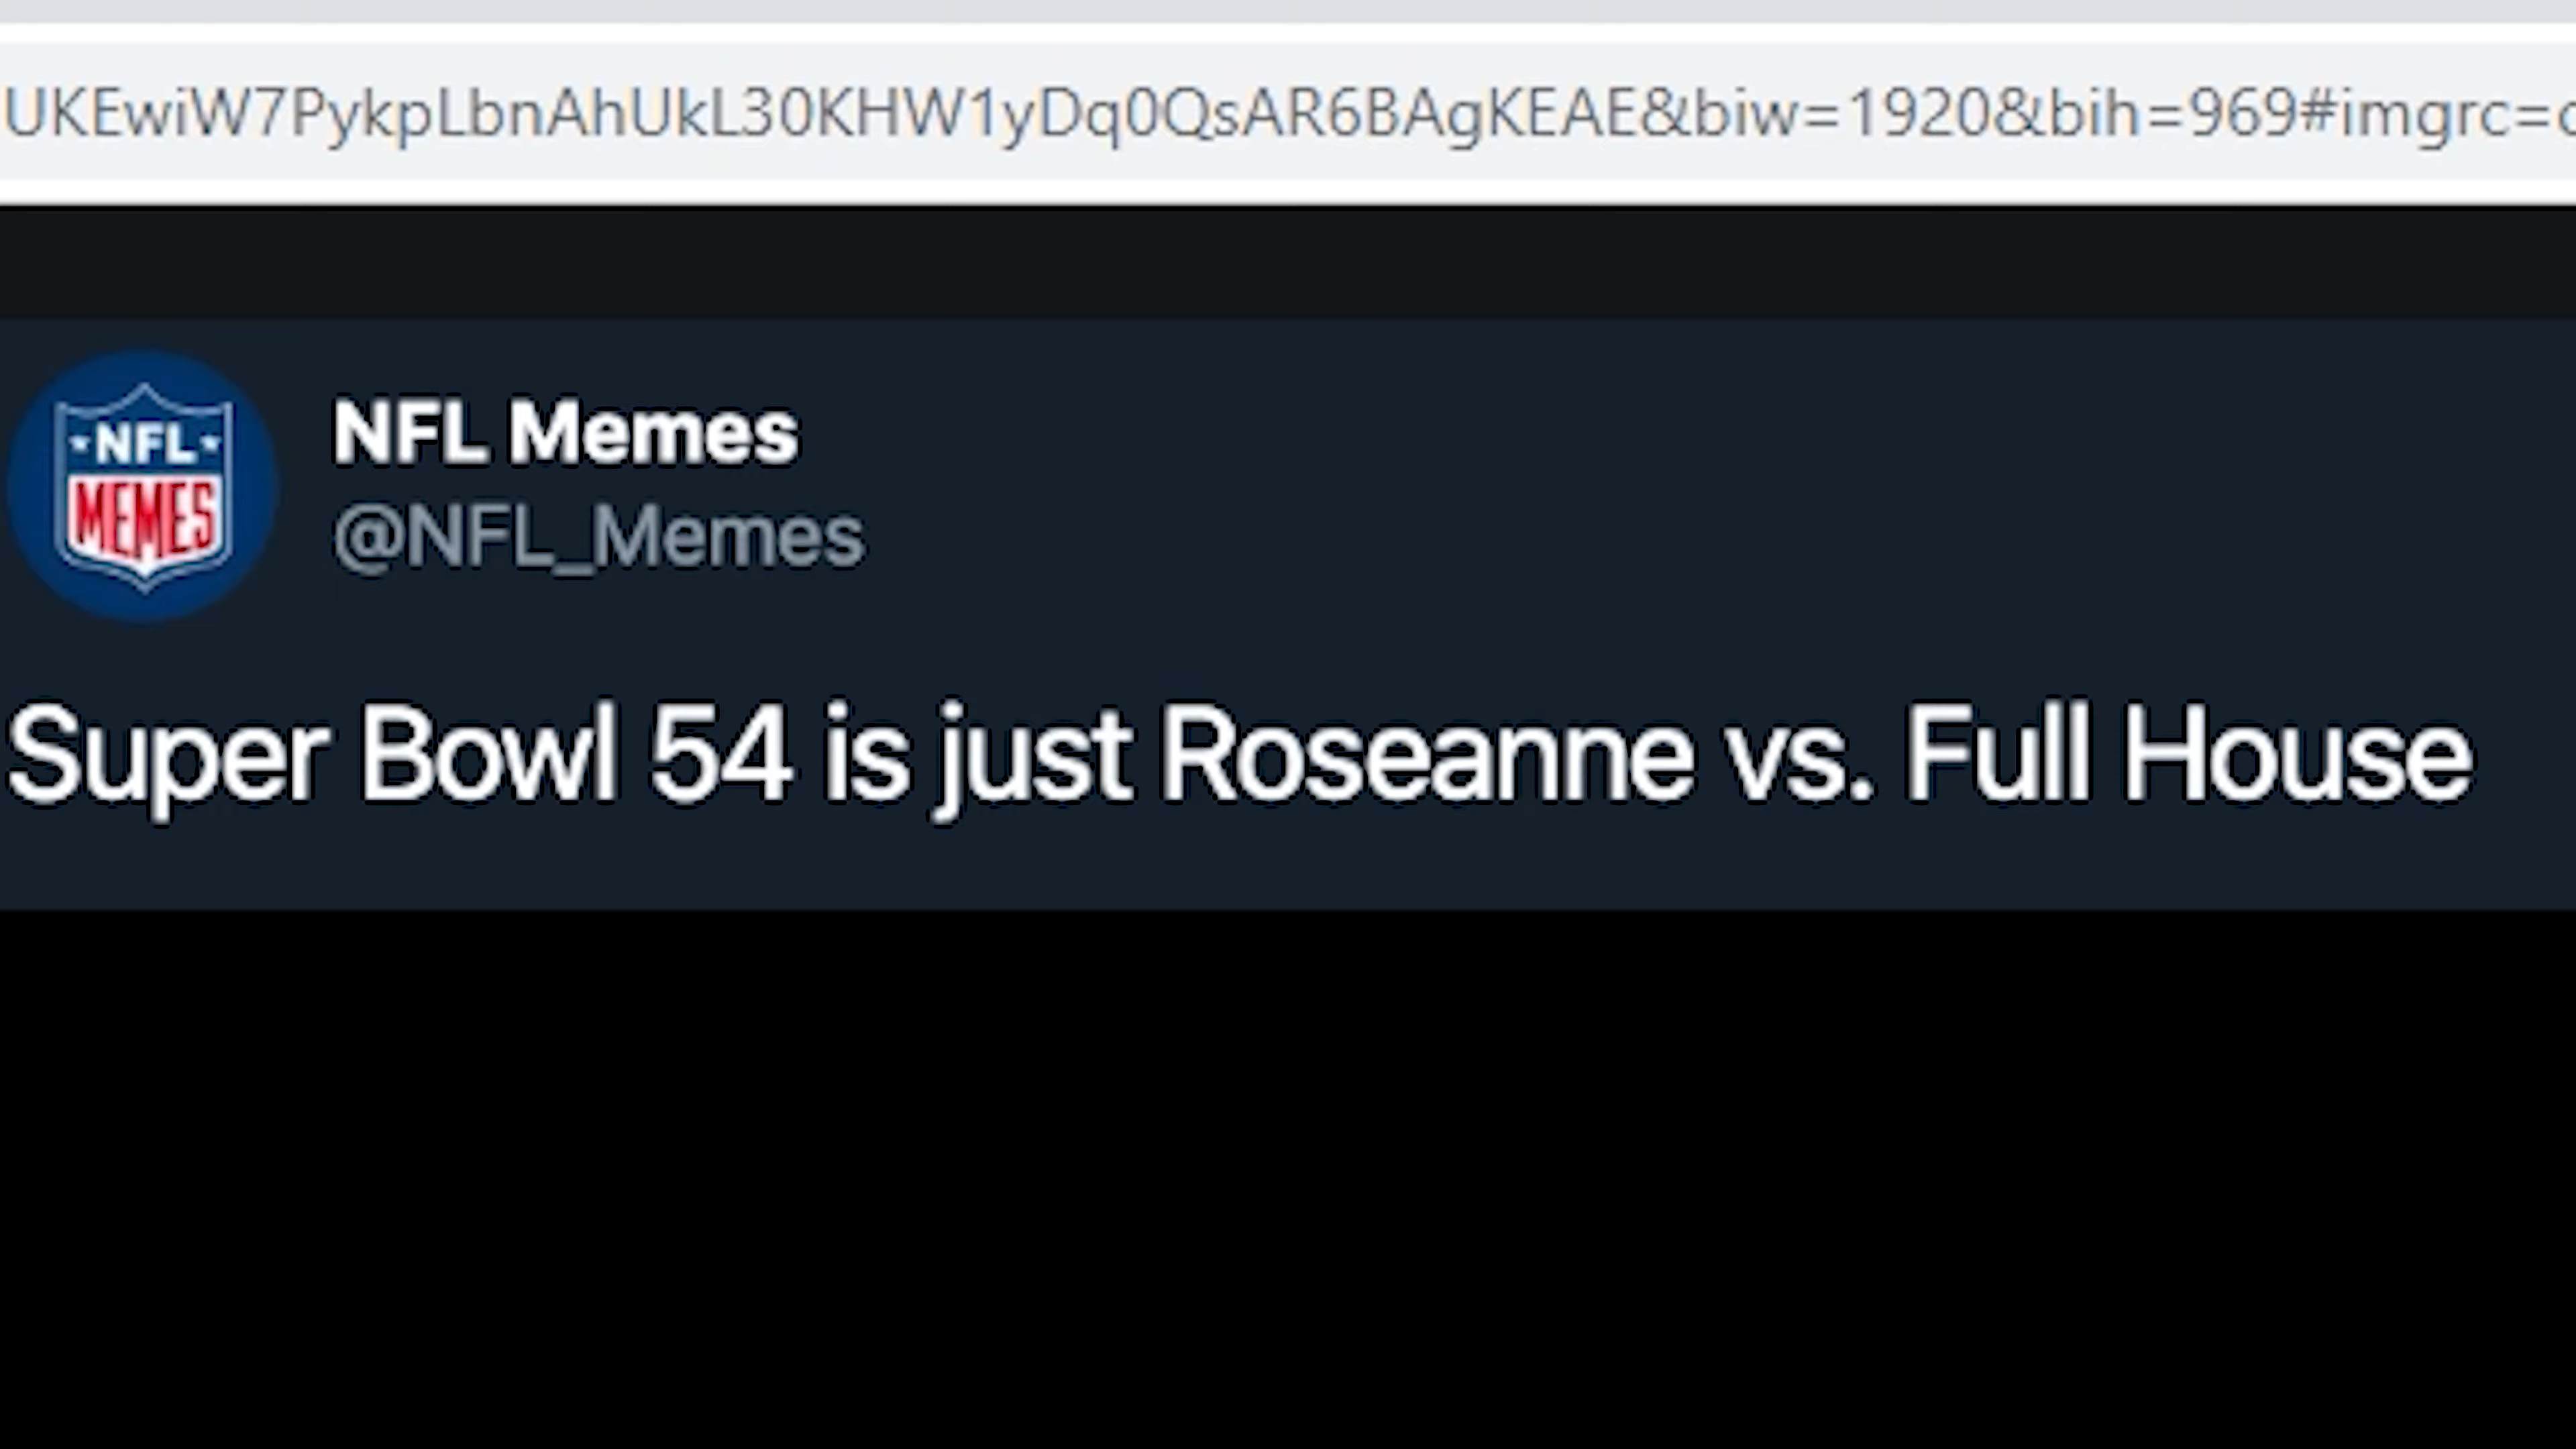 UKEwiW7PykpLbnAhUkL30KHW1yDq0QsAR6BAgKEAE&biw=1920&bih=969#imgrc=
NFL
MEMES
NFL Memes
@NFL_Memes
Super Bowl 54 is just Roseanne vs. Full House